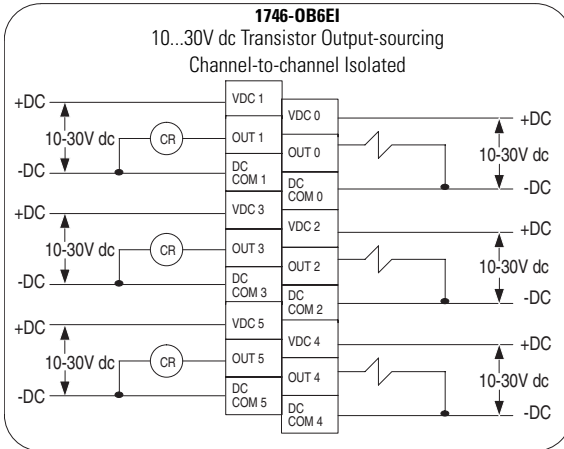 1746-OB6EI
10...30V dc Transistor Output-sourcing
Channel-to-channel Isolated
+DC
10-30V dc
-DC
CR
VDC 1
OUT 1
DC
COM 1
VDC 0
OUT 0
DC
COM 0
+DC
10-30V dc
-DC
+DC
10-30V dc
-DC
CR
VDC 3
OUT 3
DC
COM 3
VDC 2
OUT 2
DC
COM 2
+DC
10-30V dc
-DC
+DC
10-30V dc
-DC
CR
VDC 5
OUT 5
DC
COM 5
VDC 4
OUT 4
DC
COM 4
+DC
10-30V dc
-DC